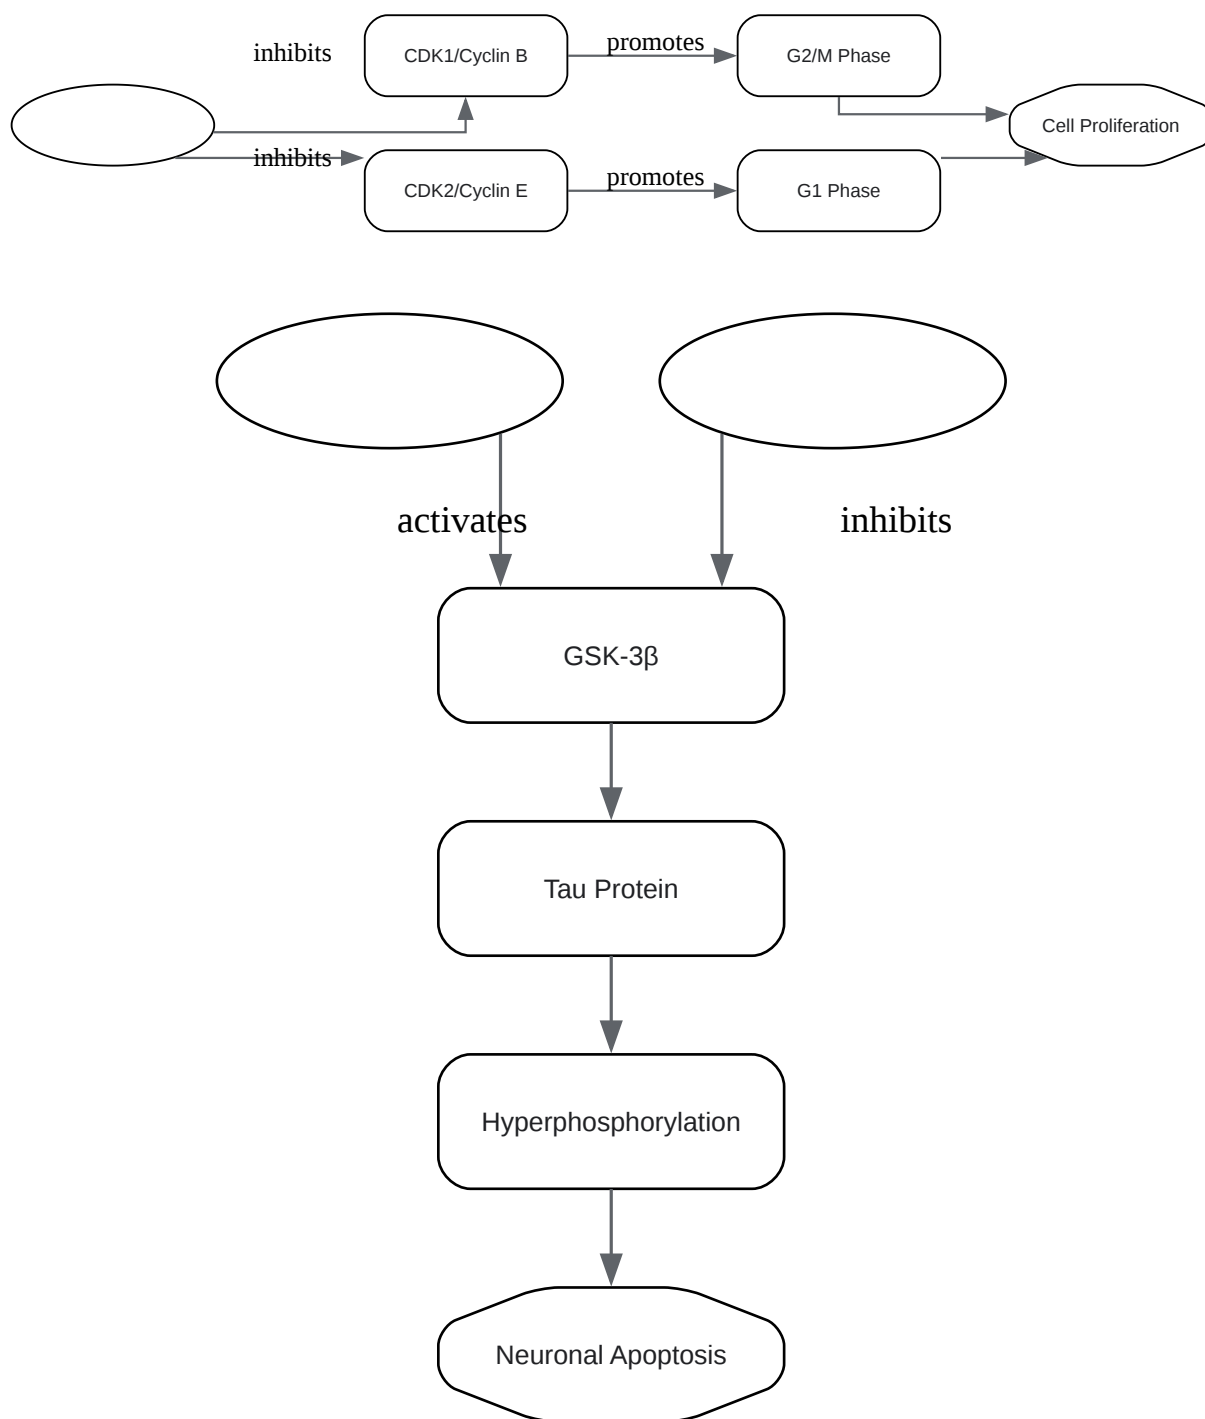 inhibits
CDK1/Cyclin B
promotes
G2/M Phase
Cell Proliferation
inhibits
CDK2/Cyclin E
promotes
G1 Phase
activates
inhibits
GSK-3β
Tau Protein
Hyperphosphorylation
Neuronal Apoptosis